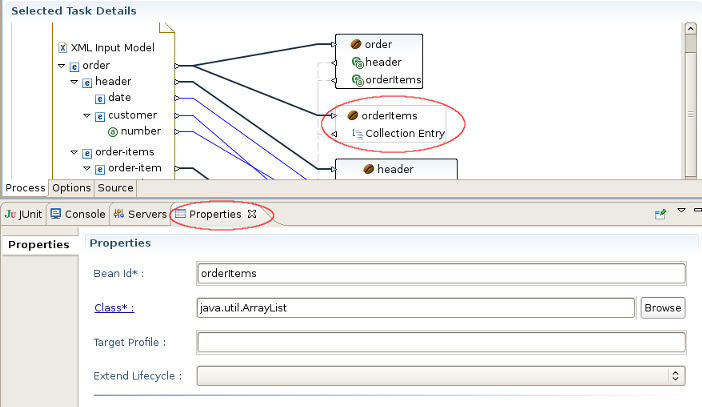 Selected Task Details
XML Input Model
order
header
date
customer
number
order-items
order-item
order
header
orderItems
orderItems
Collection Entry
header
Process Options Source
JUnit Console Servers Properties
Properties
Properties
Bean Id* : orderItems
Class* : java.util.ArrayList Browse
Target Profile :
Extend Lifecycle :